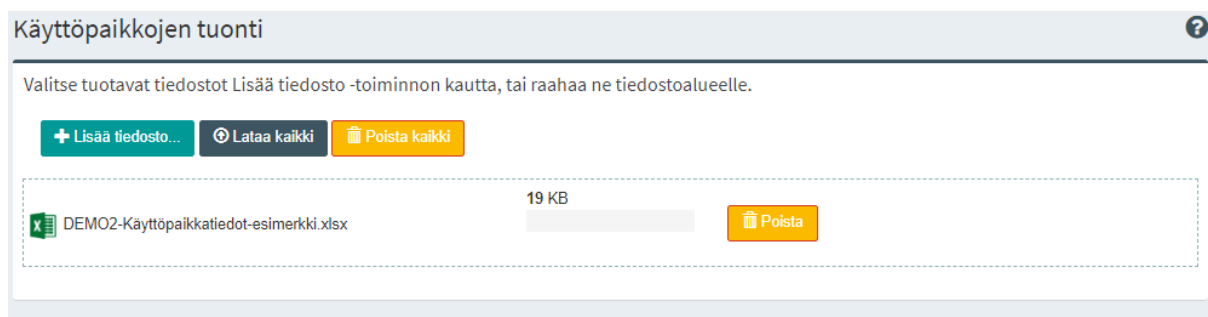 Käyttöpaikkojen tuonti
Valitse tuotavat tiedostot Lisää tiedosto -toiminnon kautta, tai raahaa ne tiedostoalueelle.
Lisää tiedosto... Lataa kaikki Poista kaikki
19 KB
DEMO2-Käyttöpaikkatiedot-esimerkki.xlsx Poista